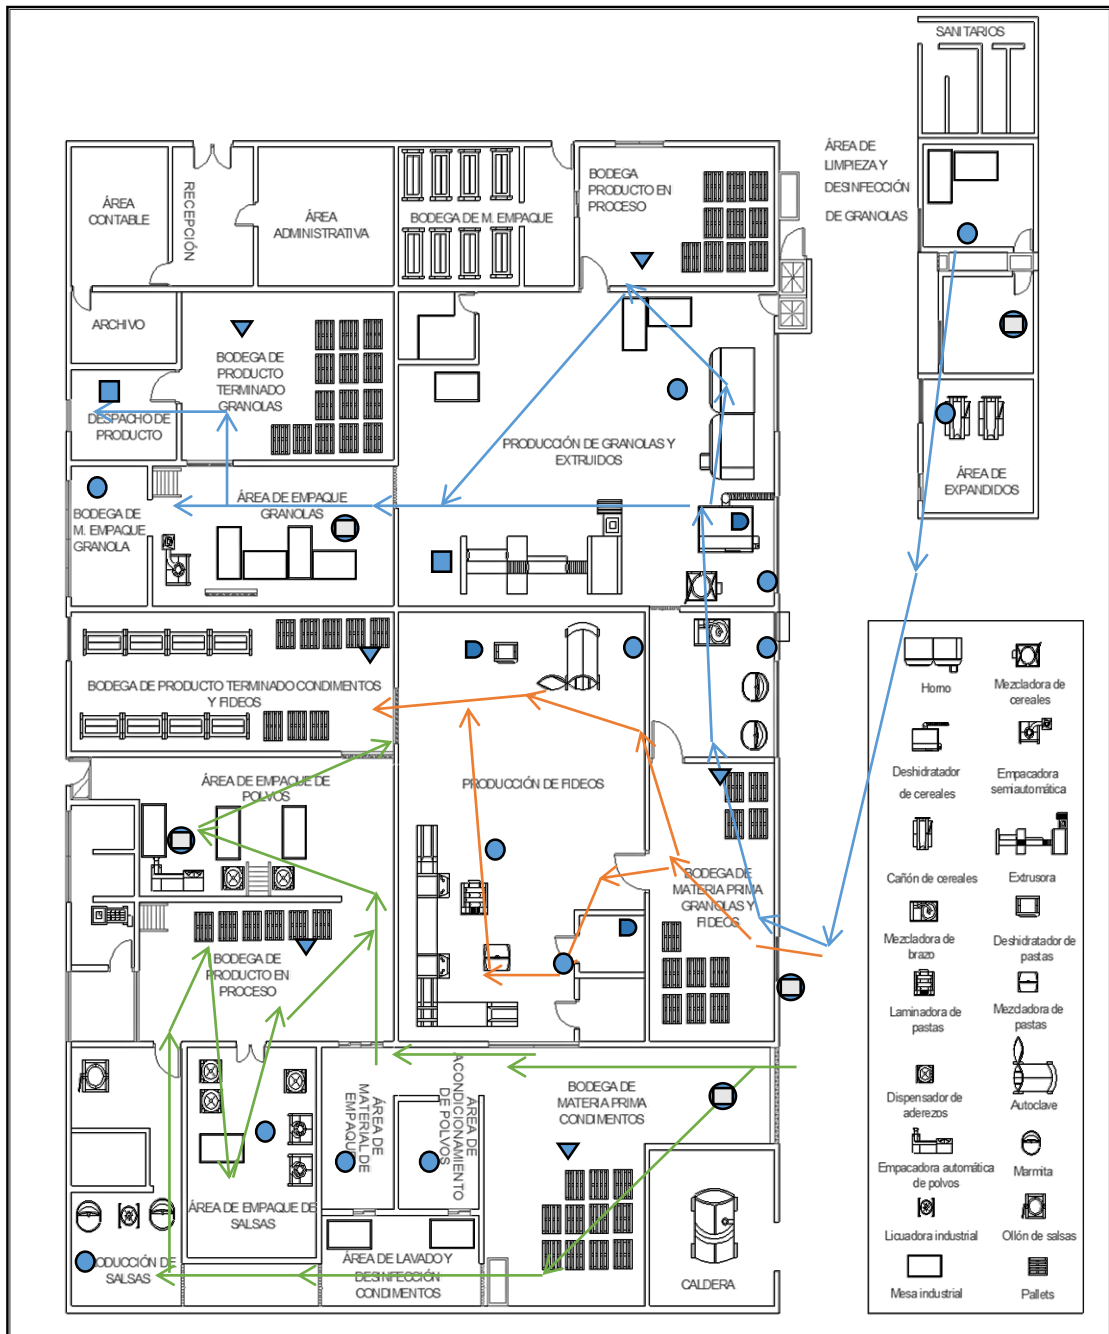 SANITARIOS
ÁREA DE
LIMPIEZA Y
DESINFECCIÓN
DE GRANOLAS
ÁREA
CONTABLE
RECEPCIÓN
ÁREA
ADMINISTRATIVA
BODEGA DE M. EMPAQUE
BODEGA
PRODUCTO EN
PROCESO
ARCHIVO
BODEGA DE
PRODUCTO
TERMINADO
GRANOLAS
DESPACHO DE
PRODUCTO
PRODUCCIÓN DE GRANOLAS Y
EXTRUIDOS
ÁREA DE
EXPANDIDOS
BODEGA DE
M. EMPAQUE
GRANOLA
ÁREA DE EMPAQUE
GRANOLAS
BODEGA DE PRODUCTO TERMINADO CONDIMENTOS
Y FIDEOS
ÁREA DE EMPAQUE DE
POLVOS
PRODUCCIÓN DE FIDEOS
BODEGA DE
MATERIA PRIMA
GRANOLAS Y
FIDEOS
BODEGA DE
PRODUCTO EN
PROCESO
ÁREA DE
MATERIAL DE
EMPAQUE
ÁREA DE
ACONDICIONAMIENTO
DE POLVOS
BODEGA DE
MATERIA PRIMA
CONDIMENTOS
ÁREA DE EMPAQUE DE
SALSAS
ODUCCIÓN DE
SALSAS
ÁREA DE LAVADO Y
DESINFECCIÓN
CONDIMENTOS
CALDERA
Horno
Mezcladora de
cereales
Deshidratador
de cereales
Empacadora
semiautomática
Cañón de cereales
Extrusora
Mezcladora de
brazo
Deshidratador de
pastas
Laminadora de
pastas
Mezcladora de
pastas
Dispensador de
aderezos
Autoclave
Empacadora automática
de polvos
Marmita
Licuadora industrial
Ollón de salsas
Mesa industrial
Pallets